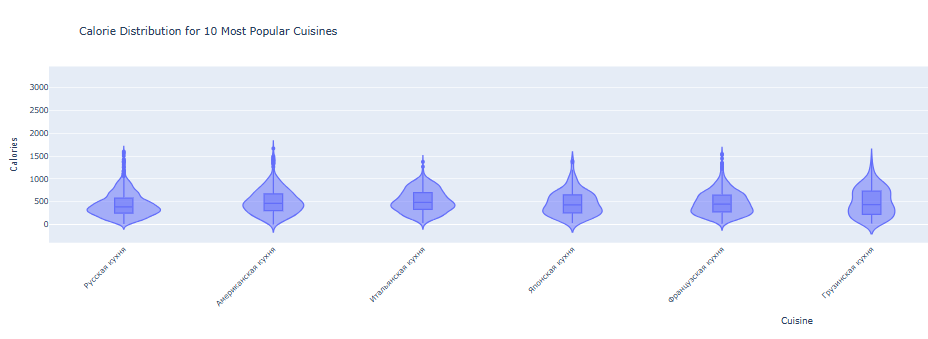 Calorie Distribution for 10 Most Popular Cuisines
Calories
3000
2500
2000
1500
1000
500
0
Русская кухня
Американская кухня
Итальянская кухня
Японская кухня
Французская кухня
Грузинская кухня
Cuisine